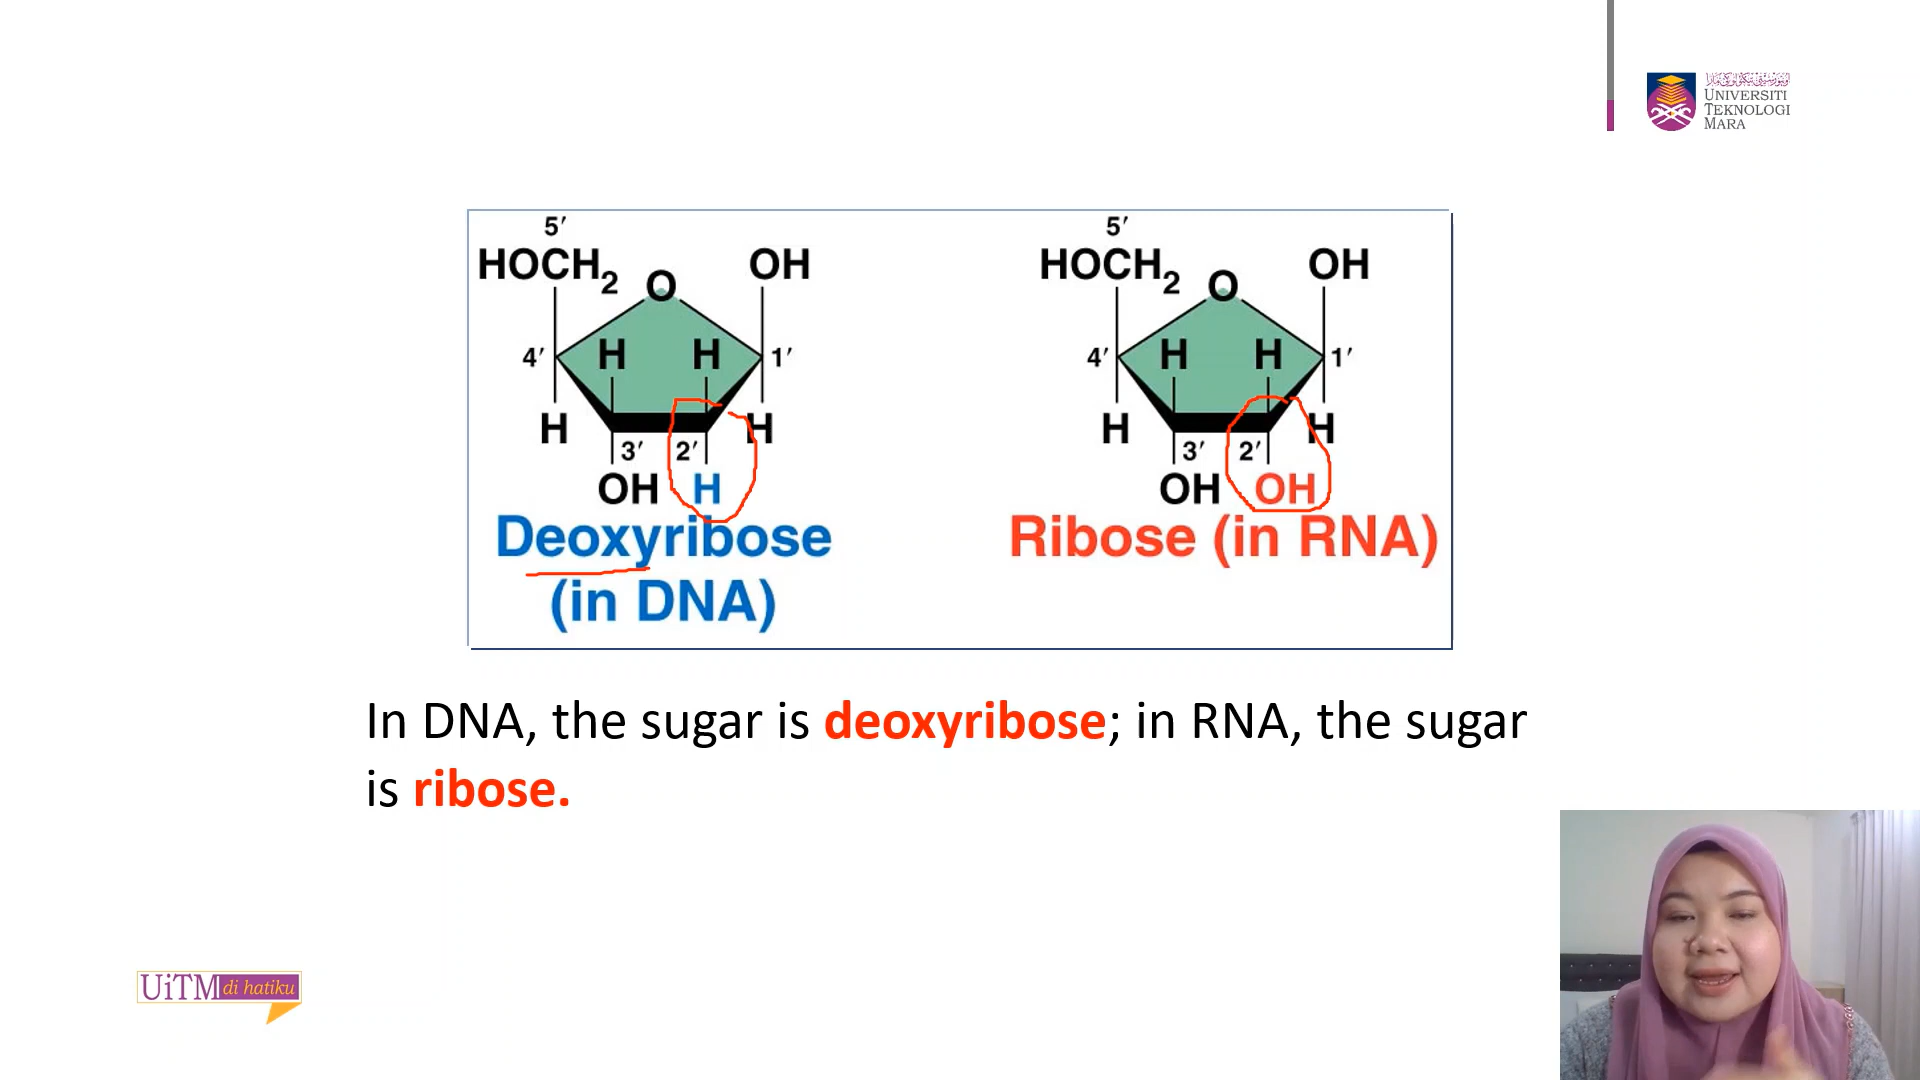 UNIVERSITI
TEKNOLOGI
MARA
5′ 5′
HOCH2 O OH HOCH2 O OH
4′ H H 1′ 4′ H H 1′
H H H H
3′ 2′ 3′ 2′
OH H OH OH
Deoxyribose Ribose (in RNA)
(in DNA)
In DNA, the sugar is deoxyribose; in RNA, the sugar
is ribose.
UiTM di hatiku